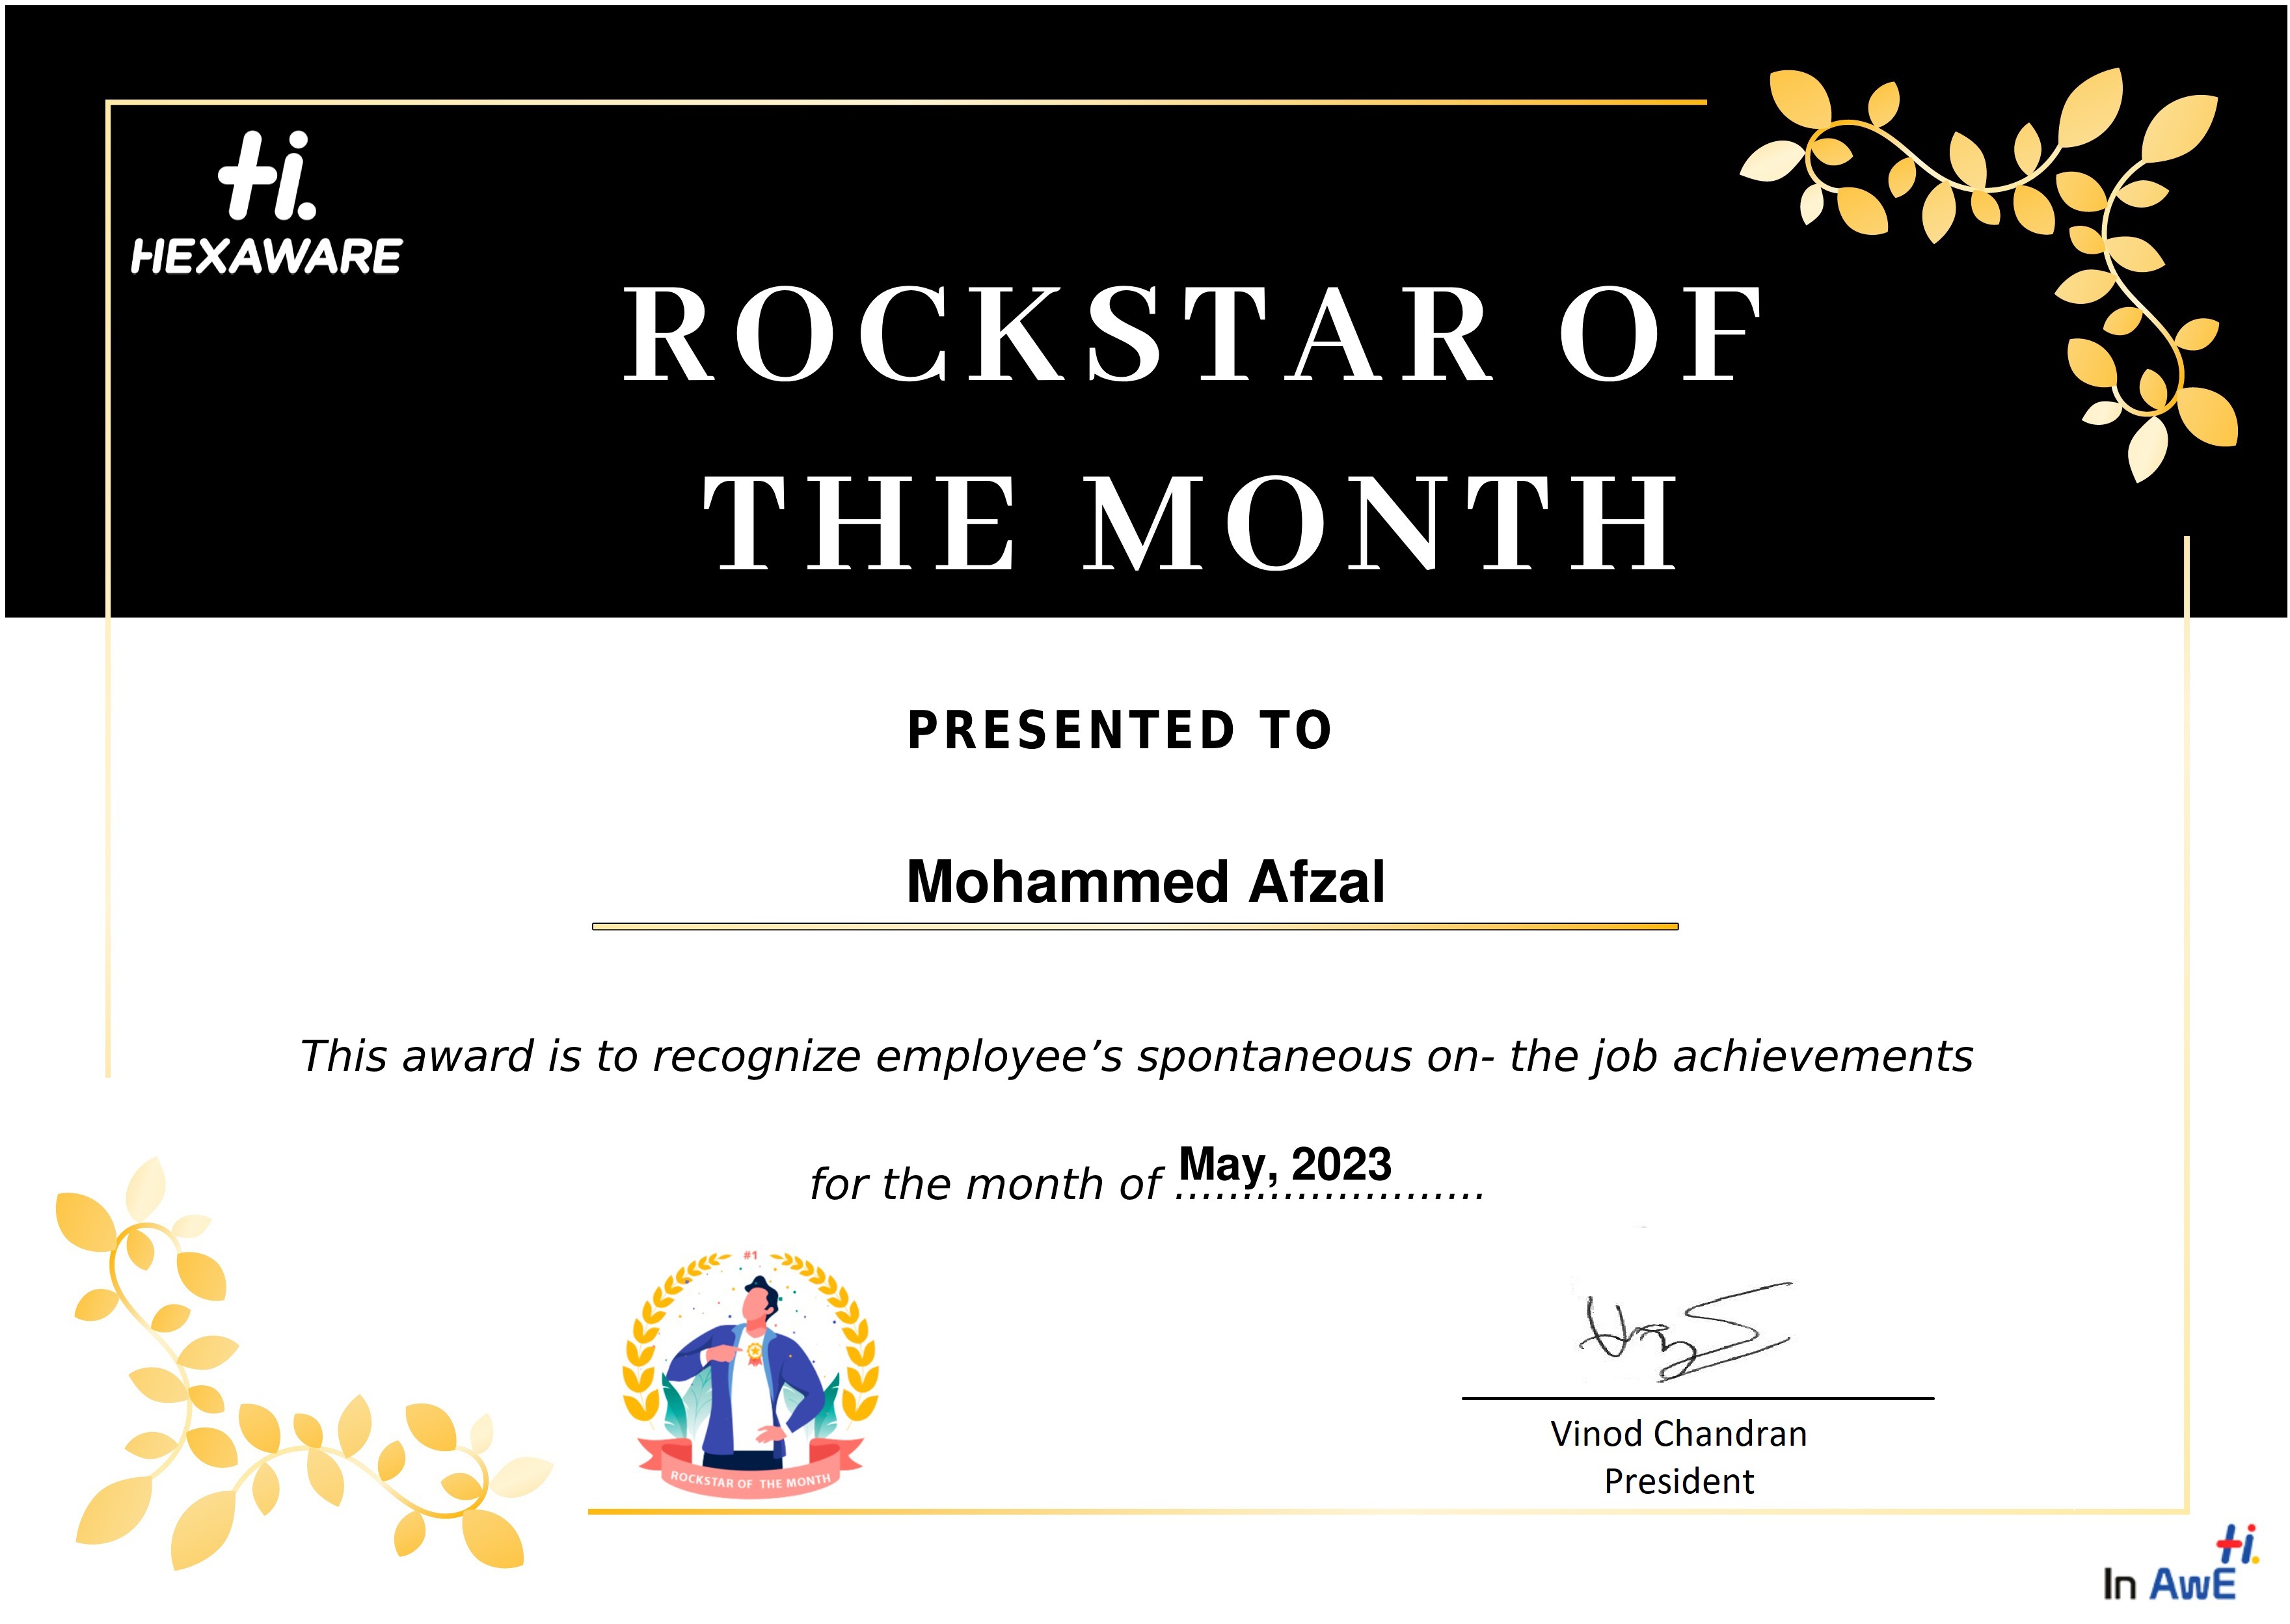 Hi.
HEXAWARE
ROCKSTAR OF
THE MONTH
PRESENTED TO
Mohammed Afzal
This award is to recognize employee’s spontaneous on- the job achievements
for the month of ....................... May, 2023
#1
ROCKSTAR OF THE MONTH
Vinod Chandran
President
Hi.
In AwE